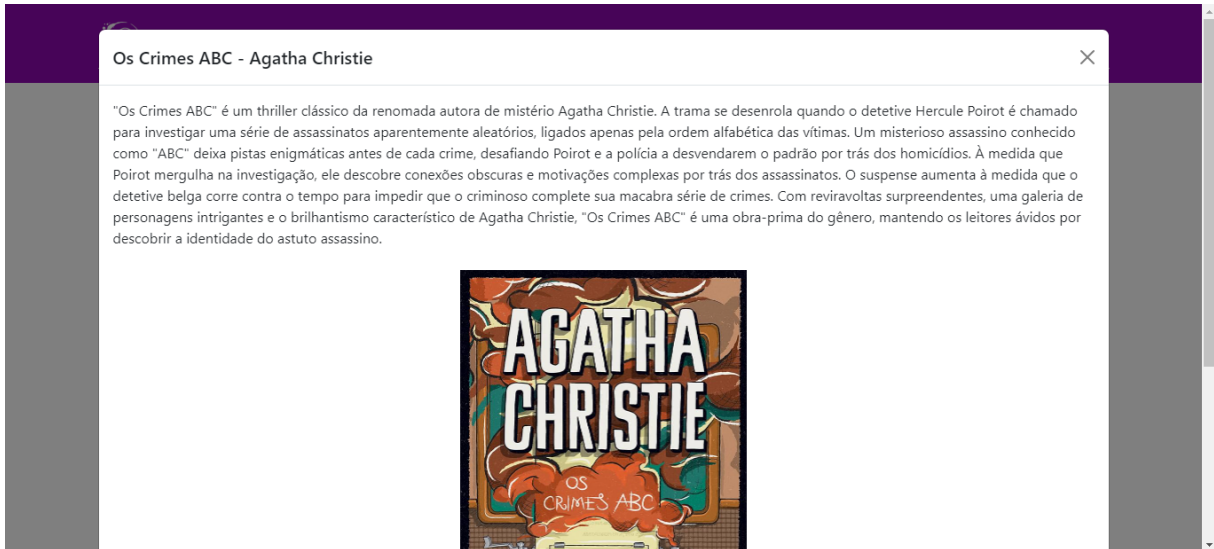 Os Crimes ABC - Agatha Christie
"Os Crimes ABC" é um thriller clássico da renomada autora de mistério Agatha Christie. A trama se desenrola quando o detetive Hercule Poirot é chamado
para investigar uma série de assassinatos aparentemente aleatórios, ligados apenas pela ordem alfabética das vítimas. Um misterioso assassino conhecido
como "ABC" deixa pistas enigmáticas antes de cada crime, desafiando Poirot e a polícia a desvendarem o padrão por trás dos homicídios. À medida que
Poirot mergulha na investigação, ele descobre conexões obscuras e motivações complexas por trás dos assassinatos. O suspense aumenta à medida que o
detetive belga corre contra o tempo para impedir que o criminoso complete sua macabra série de crimes. Com reviravoltas surpreendentes, uma galeria de
personagens intrigantes e o brilhantismo característico de Agatha Christie, "Os Crimes ABC" é uma obra-prima do gênero, mantendo os leitores ávidos por
descobrir a identidade do astuto assassino.
AGATHA
CHRISTIE
OS
CRIMES ABC